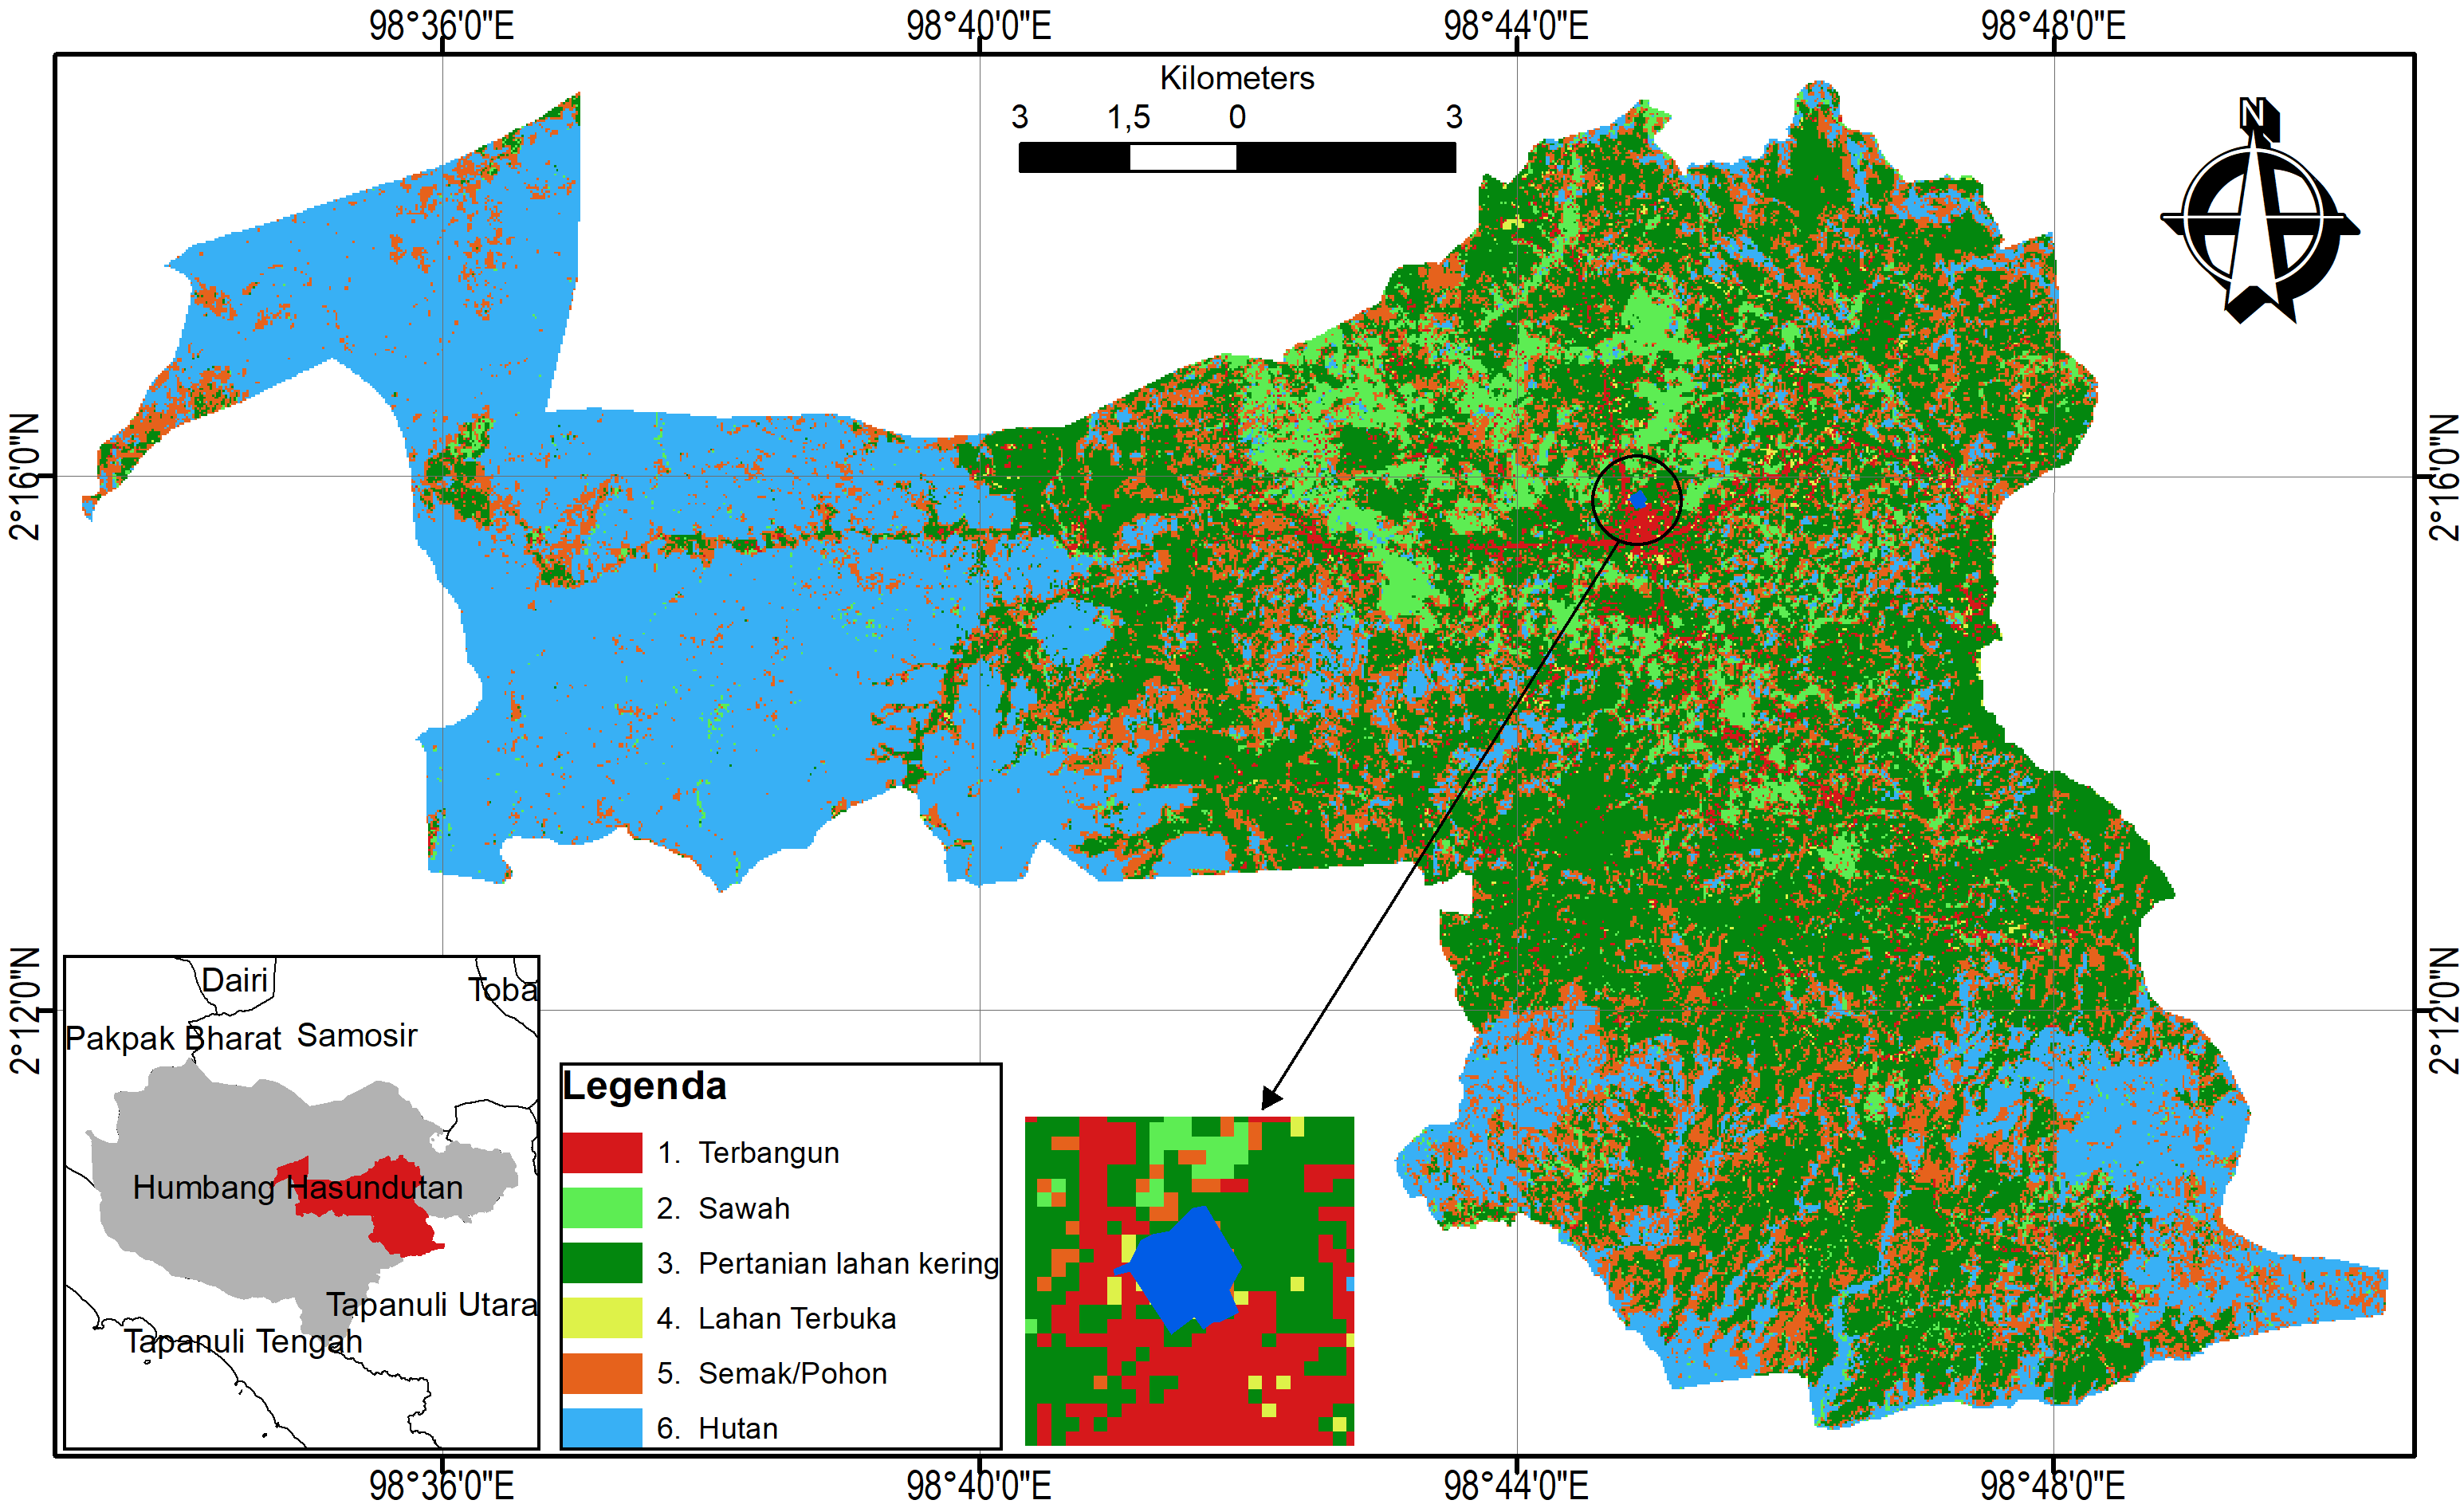 98°36'0"E 98°40'0"E 98°44'0"E 98°48'0"E
Kilometers
3 1,5 0 3
N
2°16'0"N
2°16'0"N
2°12'0"N
2°12'0"N
Dairi
Toba
Pakpak Bharat Samosir
Humbang Hasundutan
Tapanuli Utara
Tapanuli Tengah
Legenda
1. Terbangun
2. Sawah
3. Pertanian lahan kering
4. Lahan Terbuka
5. Semak/Pohon
6. Hutan
98°36'0"E 98°40'0"E 98°44'0"E 98°48'0"E